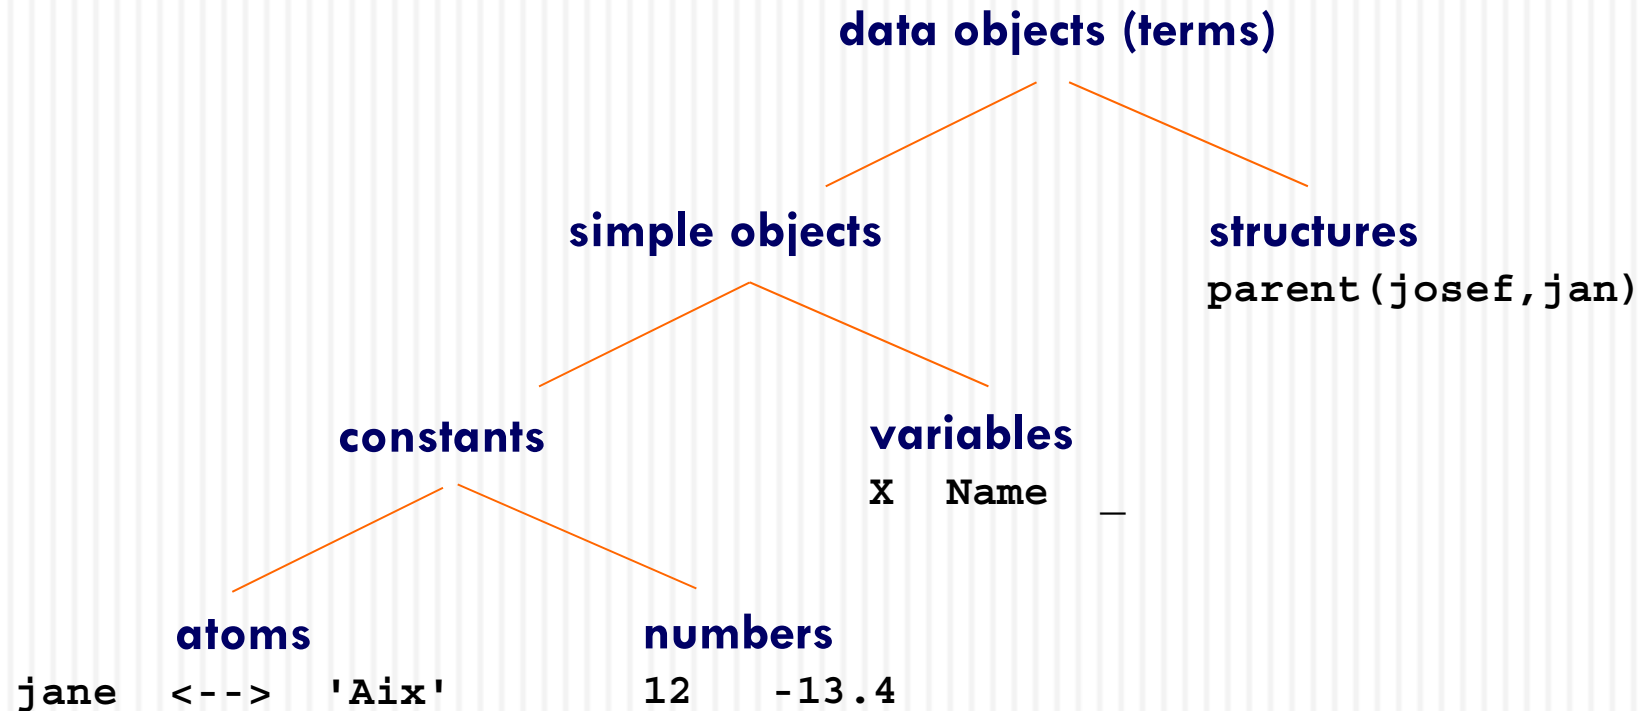 data objects (terms)
simple objects structures
parent(josef,jan)
constants variables
X Name _
atoms numbers
jane <--> 'Aix' 12 -13.4